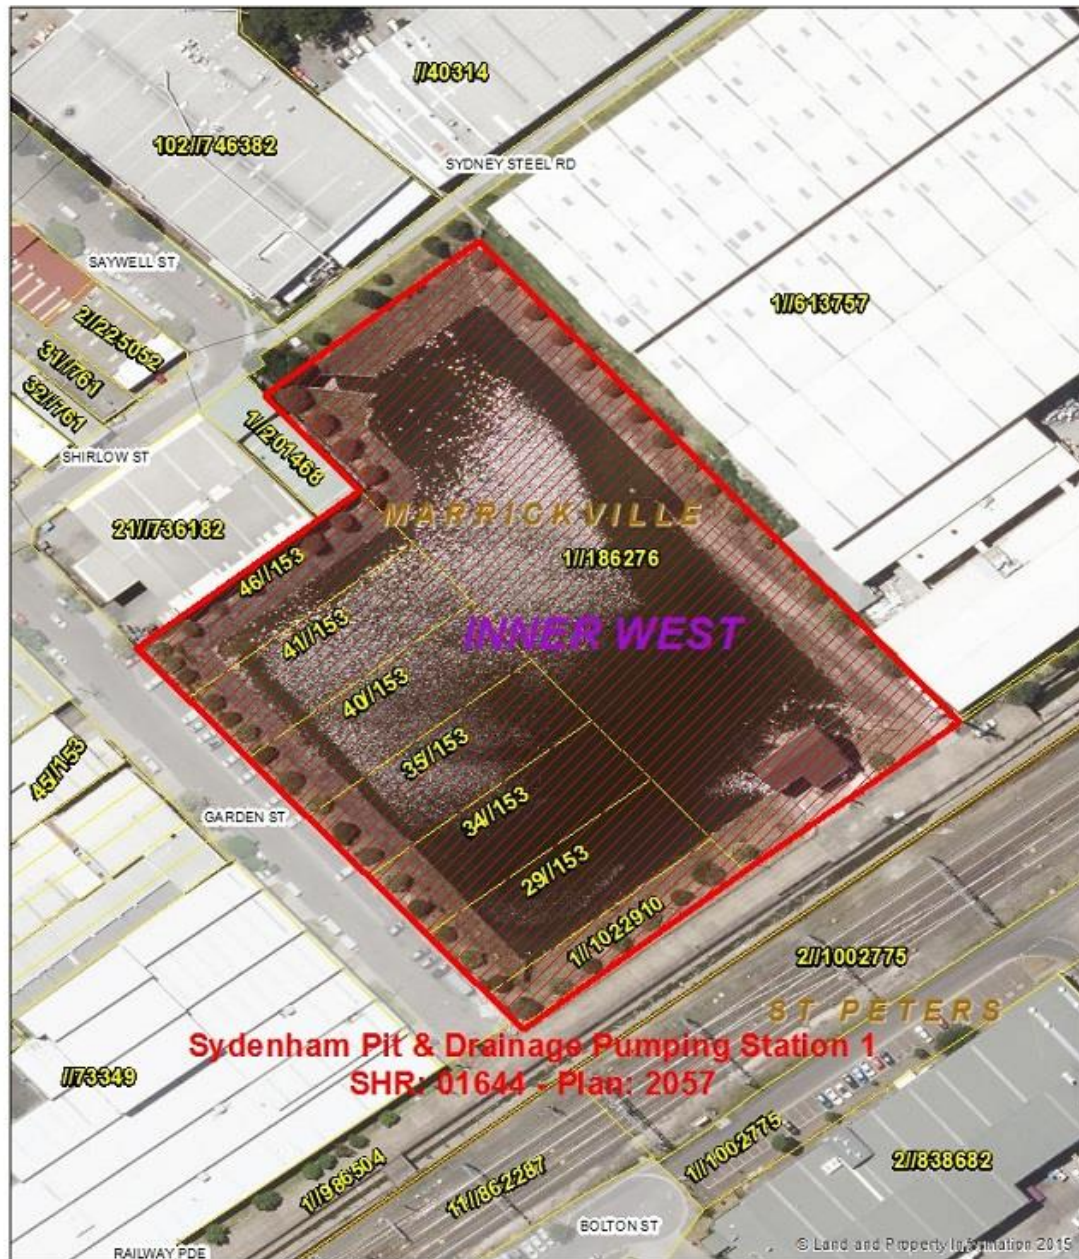 //40314
102//746382
SYDNEY STEEL RD
SAYWELL ST
2//225052
1//613757
31//761
32//761
1//201468
SHIRLOW ST
MARRICKVILLE
21//736182
1//186276
46//153
41//153
INNER WEST
40//153
35//153
45//153
GARDEN ST
34//153
29//153
1//1022910
2//1002775
ST PETERS
Sydenham Pit & Drainage Pumping Station 1
SHR: 01644 - Plan: 2057
//73349
1//986504
11//862287
1//1002775
2//838682
BOLTON ST
RAILWAY PDE
© Land and Property Information 2015